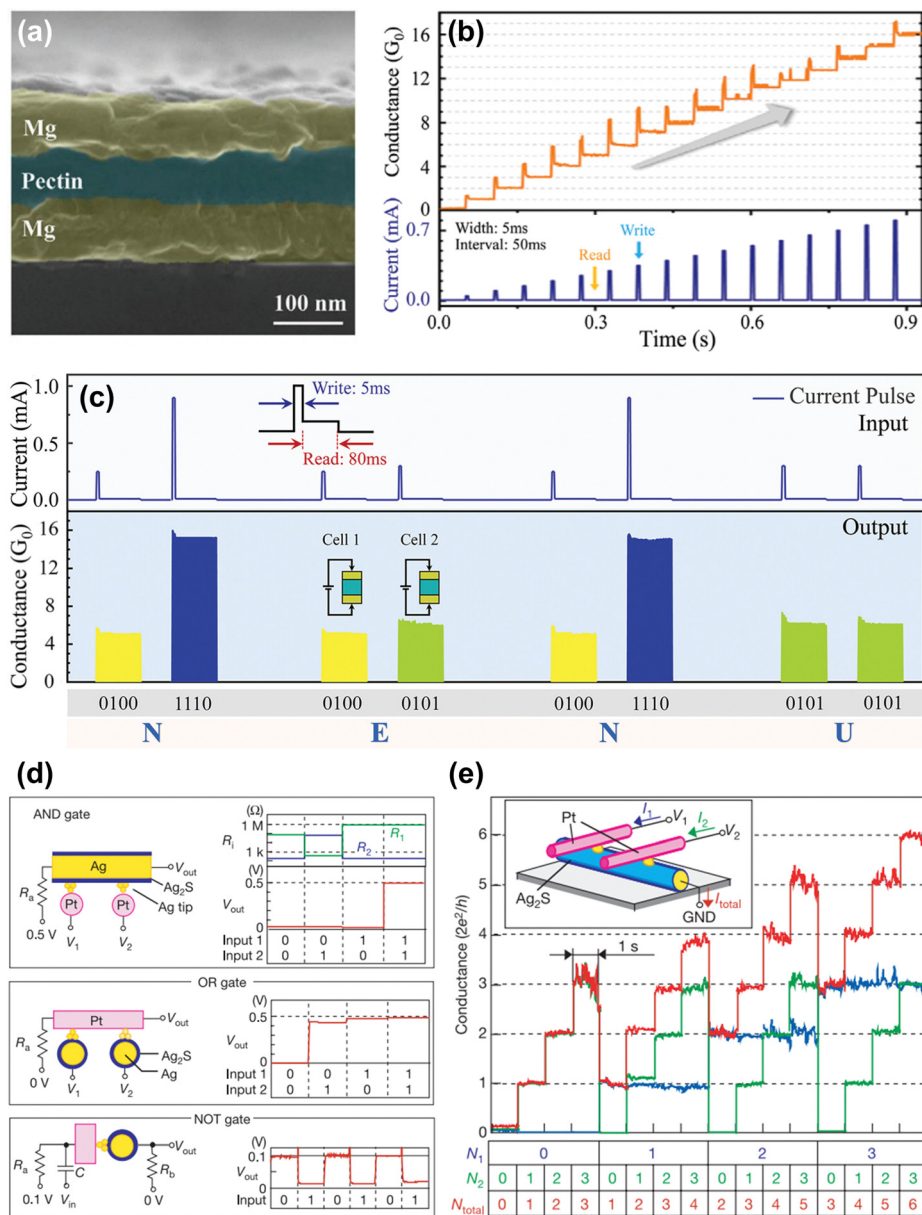 (a)
Mg
Pectin
Mg
100 nm
(b)
Conductance (G0)
16
12
8
4
0
Current (mA)
0.7
0.0
Width: 5ms
Interval: 50ms
Read
Write
0.0 0.3 0.6 0.9
Time (s)
(c)
Current (mA)
1.0
0.5
0.0
Write: 5ms
Read: 80ms
Current Pulse
Input
Conductance (G0)
16
12
8
4
0
Output
Cell 1 Cell 2
0100 1110 0100 0101 0100 1110 0101 0101
N E N U
(d)
AND gate
Ag
Vout
Ag2S
Ag tip
Ra
Pt Pt
0.5 V V1 V2
(Ω)
1 M
Ri
1 k
R1
R2
(V)
0.5
Vout
0
Input 1 0 0 1 1
Input 2 0 1 0 1
OR gate
Pt
Vout
Ra
Ag2S
Ag
0 V V1 V2
(V)
0.5
Vout
0
Input 1 0 0 1 1
Input 2 0 1 0 1
NOT gate
Vout
Ra
C
Rb
0.1 V Vin 0 V
(V)
0.1
Vout
0
Input 0 1 0 1 0 1
(e)
Conductance (2e²/h)
6
5
4
3
2
1
0
Pt
I1
V1
I2
V2
Ag2S
Itotal
GND
1 s
N1 0 1 2 3
N2 0 1 2 3 0 1 2 3 0 1 2 3 0 1 2 3
Ntotal 0 1 2 3 1 2 3 4 2 3 4 5 3 4 5 6